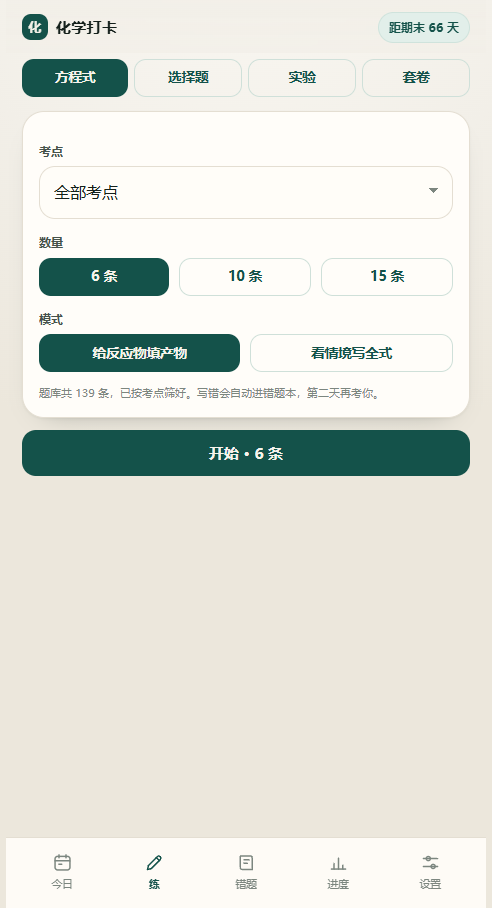 化 化学打卡 距期末 66 天
方程式 选择题 实验 套卷
考点
全部考点
数量
6 条 10 条 15 条
模式
给反应物填产物 看情境写全式
题库共 139 条，已按考点筛好。写错会自动进错题本，第二天再考你。
开始 • 6 条
今日 练 错题 进度 设置